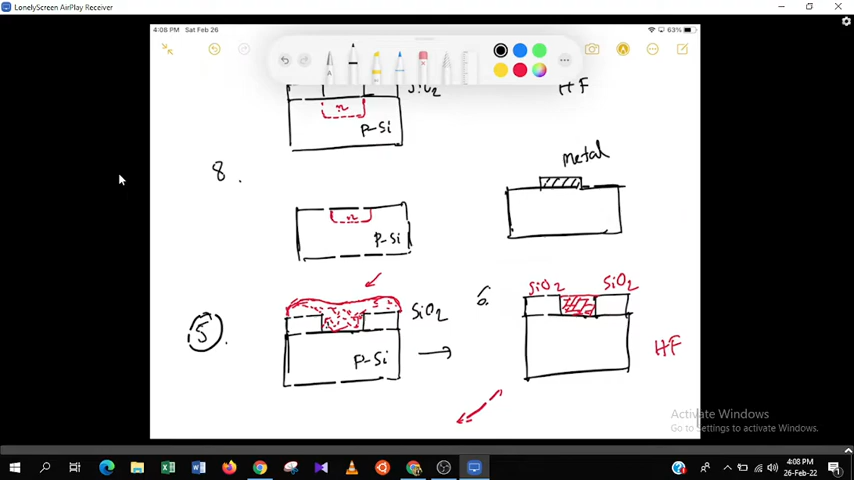 LonelyScreen AirPlay Receiver
4:08 PM Sat Feb 26
63%
SiO2
HF
n
P-Si
8.
metal
n
P-Si
5.
SiO2
P-Si
6.
SiO2
SiO2
HF
Activate Windows
Go to Settings to activate Windows.
4:08 PM
26-Feb-22